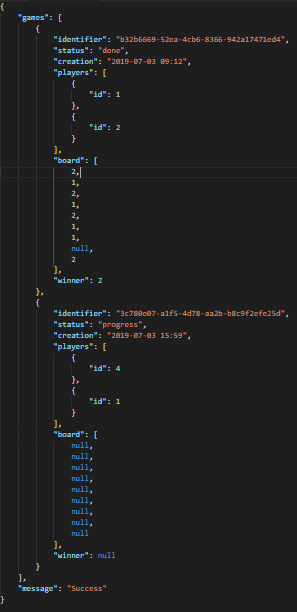 {
    "games": [
        {
            "identifier": "b32b6669-52ea-4cb6-8366-942a17471ed4",
            "status": "done",
            "creation": "2019-07-03 09:12",
            "players": [
                {
                    "id": 1
                },
                {
                    "id": 2
                }
            ],
            "board": [
                2,
                1,
                2,
                1,
                2,
                1,
                1,
                null,
                2
            ],
            "winner": 2
        },
        {
            "identifier": "3c780e07-a1f5-4d78-aa2b-b8c9f2efe25d",
            "status": "progress",
            "creation": "2019-07-03 15:59",
            "players": [
                {
                    "id": 4
                },
                {
                    "id": 1
                }
            ],
            "board": [
                null,
                null,
                null,
                null,
                null,
                null,
                null,
                null
            ],
            "winner": null
        }
    ],
    "message": "Success"
}